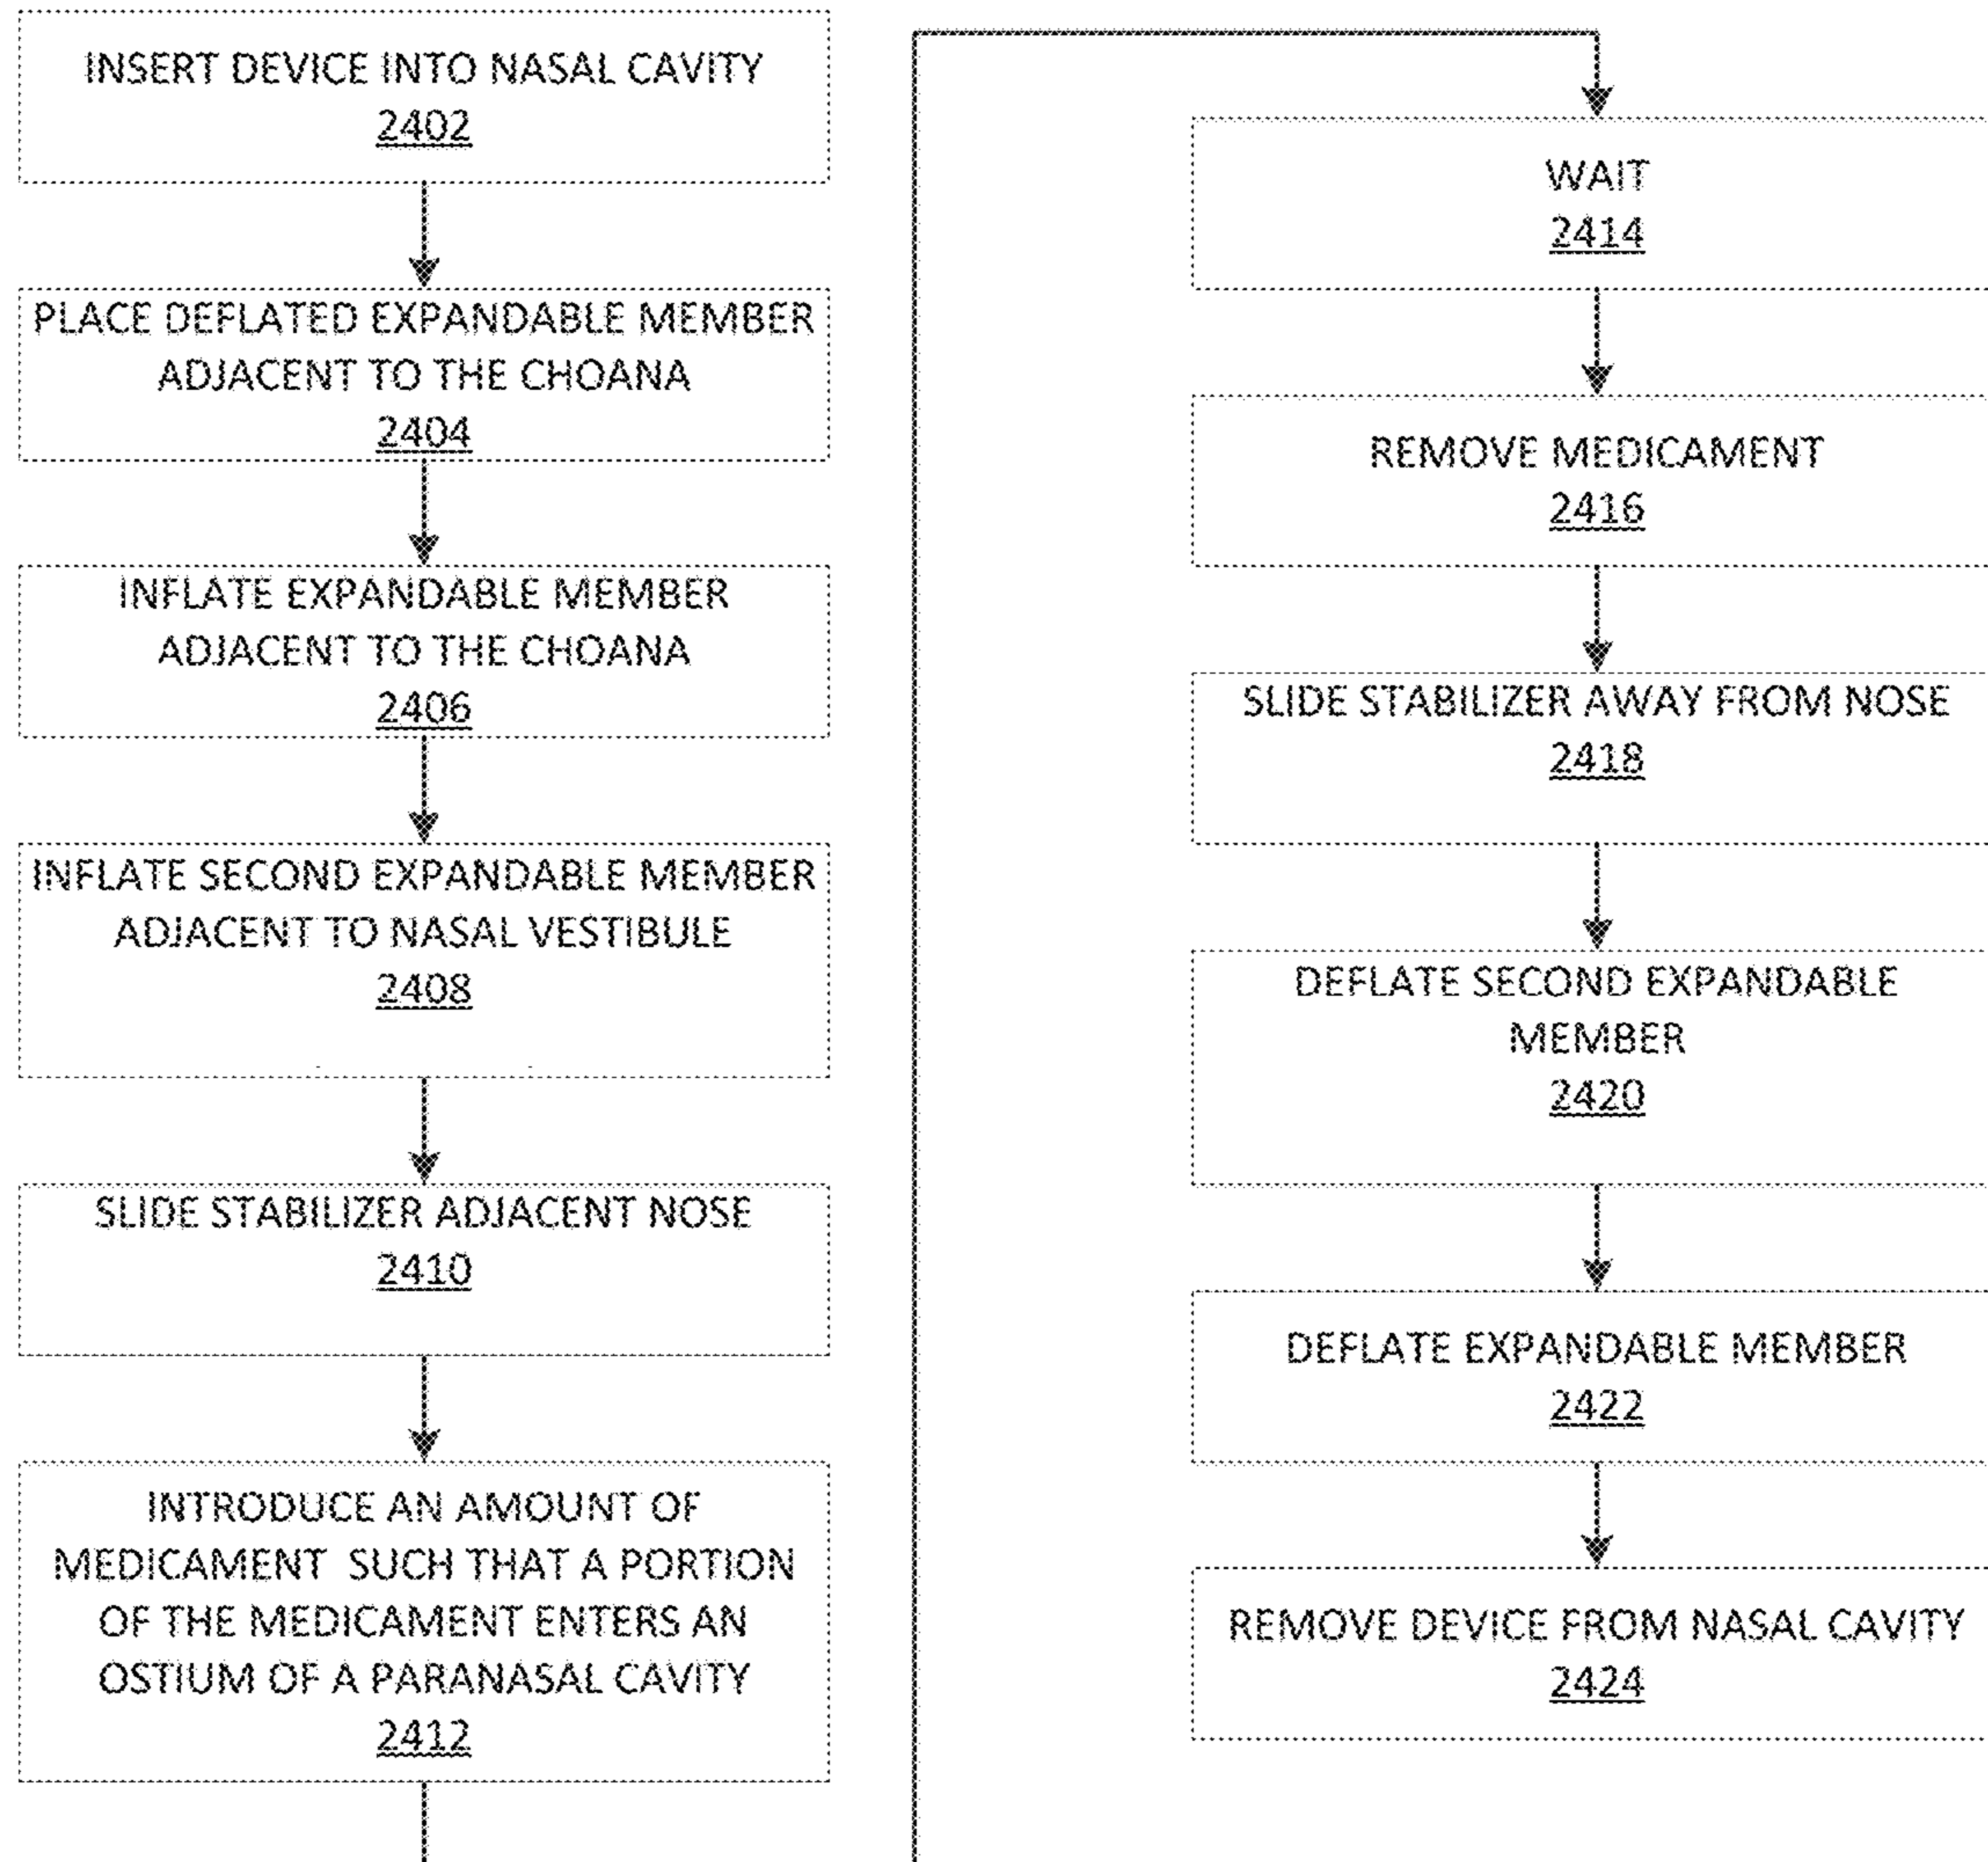 INSERT DEVICE INTO NASAL CAVITY
2402
PLACE DEFLATED EXPANDABLE MEMBER
ADJACENT TO THE CHOANA
2404
INFLATE EXPANDABLE MEMBER
ADJACENT TO THE CHOANA
2406
INFLATE SECOND EXPANDABLE MEMBER
ADJACENT TO NASAL VESTIBULE
2408
SLIDE STABILIZER ADJACENT NOSE
2410
INTRODUCE AN AMOUNT OF
MEDICAMENT SUCH THAT A PORTION
OF THE MEDICAMENT ENTERS AN
OSTIUM OF A PARANASAL CAVITY
2412
WAIT
2414
REMOVE MEDICAMENT
2416
SLIDE STABILIZER AWAY FROM NOSE
2418
DEFLATE SECOND EXPANDABLE
MEMBER
2420
DEFLATE EXPANDABLE MEMBER
2422
REMOVE DEVICE FROM NASAL CAVITY
2424